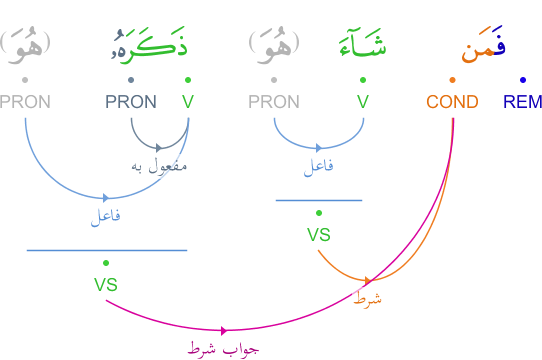 فَمَن شَآءَ (هُوَ) ذَكَرَهُۥ (هُوَ)
REM COND V PRON V PRON PRON
مفعول به
فاعل
فاعل
VS
VS
شرط
جواب شرط